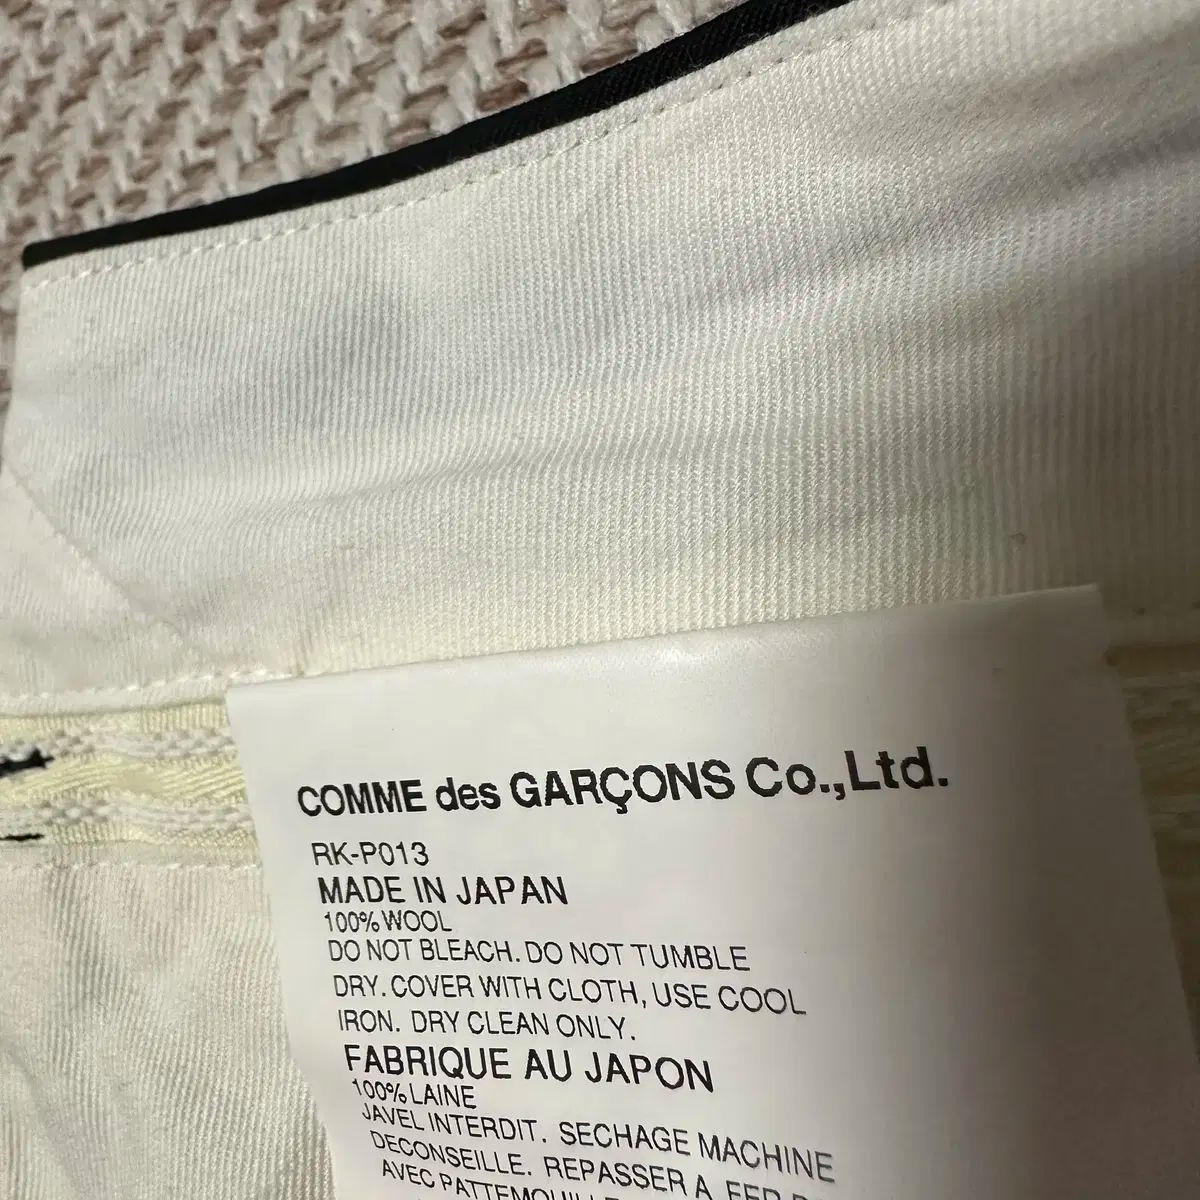 COMME des GARÇONS Co.,Ltd.
RK-P013
MADE IN JAPAN
100% WOOL
DO NOT BLEACH. DO NOT TUMBLE
DRY. COVER WITH CLOTH, USE COOL
IRON. DRY CLEAN ONLY.
FABRIQUE AU JAPON
100% LAINE
JAVEL INTERDIT. SECHAGE MACHINE
DECONSEILLE. REPASSER A FER
AVEC